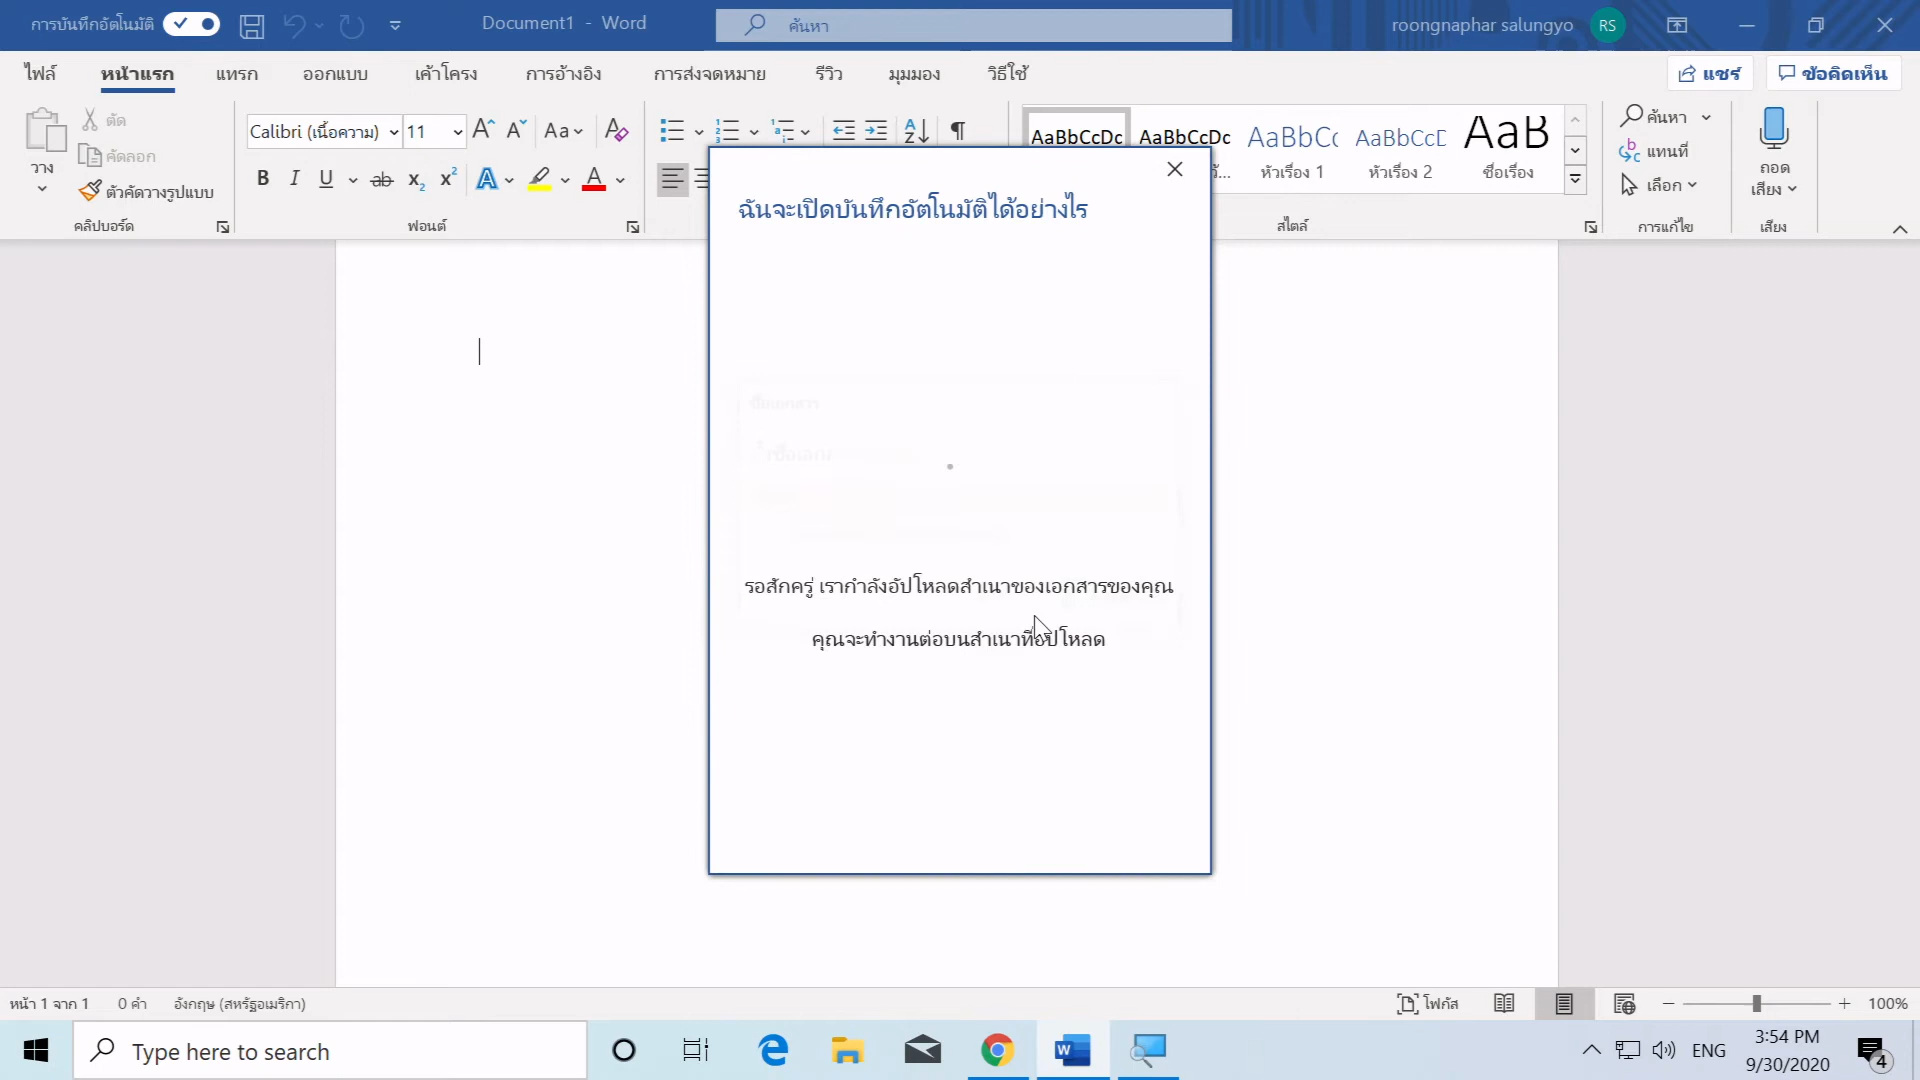 การบันทึกอัตโนมัติ
Document1 - Word
ค้นหา
roongnaphar salungyo
RS
ไฟล์ หน้าแรก แทรก ออกแบบ เค้าโครง การอ้างอิง การส่งจดหมาย รีวิว มุมมอง วิธีใช้
แชร์
ข้อคิดเห็น
วาง
ตัด
คัดลอก
ตัวคัดวางรูปแบบ
คลิปบอร์ด
Calibri (เนื้อความ) 11
ฟอนต์
AaBbCcDc AaBbCcDc AaBbCc AaBbCcD AaB
หัวเรื่อง 1 หัวเรื่อง 2 ชื่อเรื่อง
สไตล์
ค้นหา
แทนที่
เลือก
การแก้ไข
ถอด
เสียง
เสียง
ฉันจะเปิดบันทึกอัตโนมัติได้อย่างไร
รอสักครู่ เรากำลังอัปโหลดสำเนาของเอกสารของคุณ
คุณจะทำงานต่อบนสำเนาที่อัปโหลด
หน้า 1 จาก 1 0 คำ อังกฤษ (สหรัฐอเมริกา)
โฟกัส
100%
Type here to search
ENG
3:54 PM
9/30/2020
4